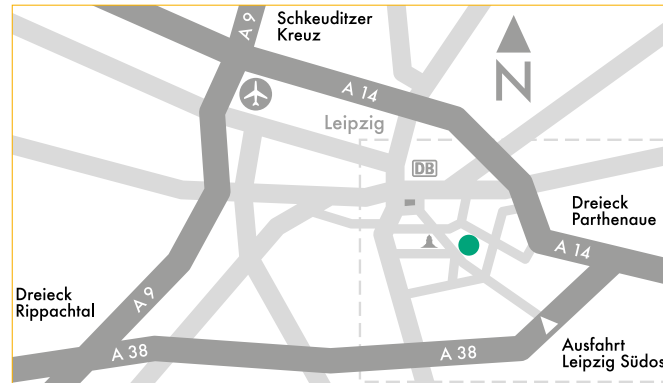 A 9
Schkeuditzer
Kreuz
A 14
N
Leipzig
DB
Dreieck
Parthenaue
A 14
Dreieck
Rippachtal
A 9
A 38
A 38
Ausfahrt
Leipzig Südos